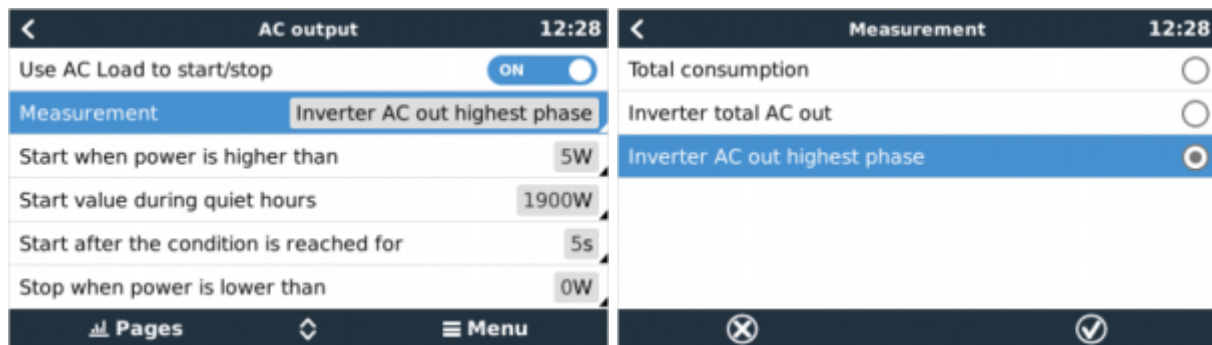 AC output 12:28
Use AC Load to start/stop ON
Measurement Inverter AC out highest phase
Start when power is higher than 5W
Start value during quiet hours 1900W
Start after the condition is reached for 5s
Stop when power is lower than 0W
Pages Menu
Measurement 12:28
Total consumption
Inverter total AC out
Inverter AC out highest phase